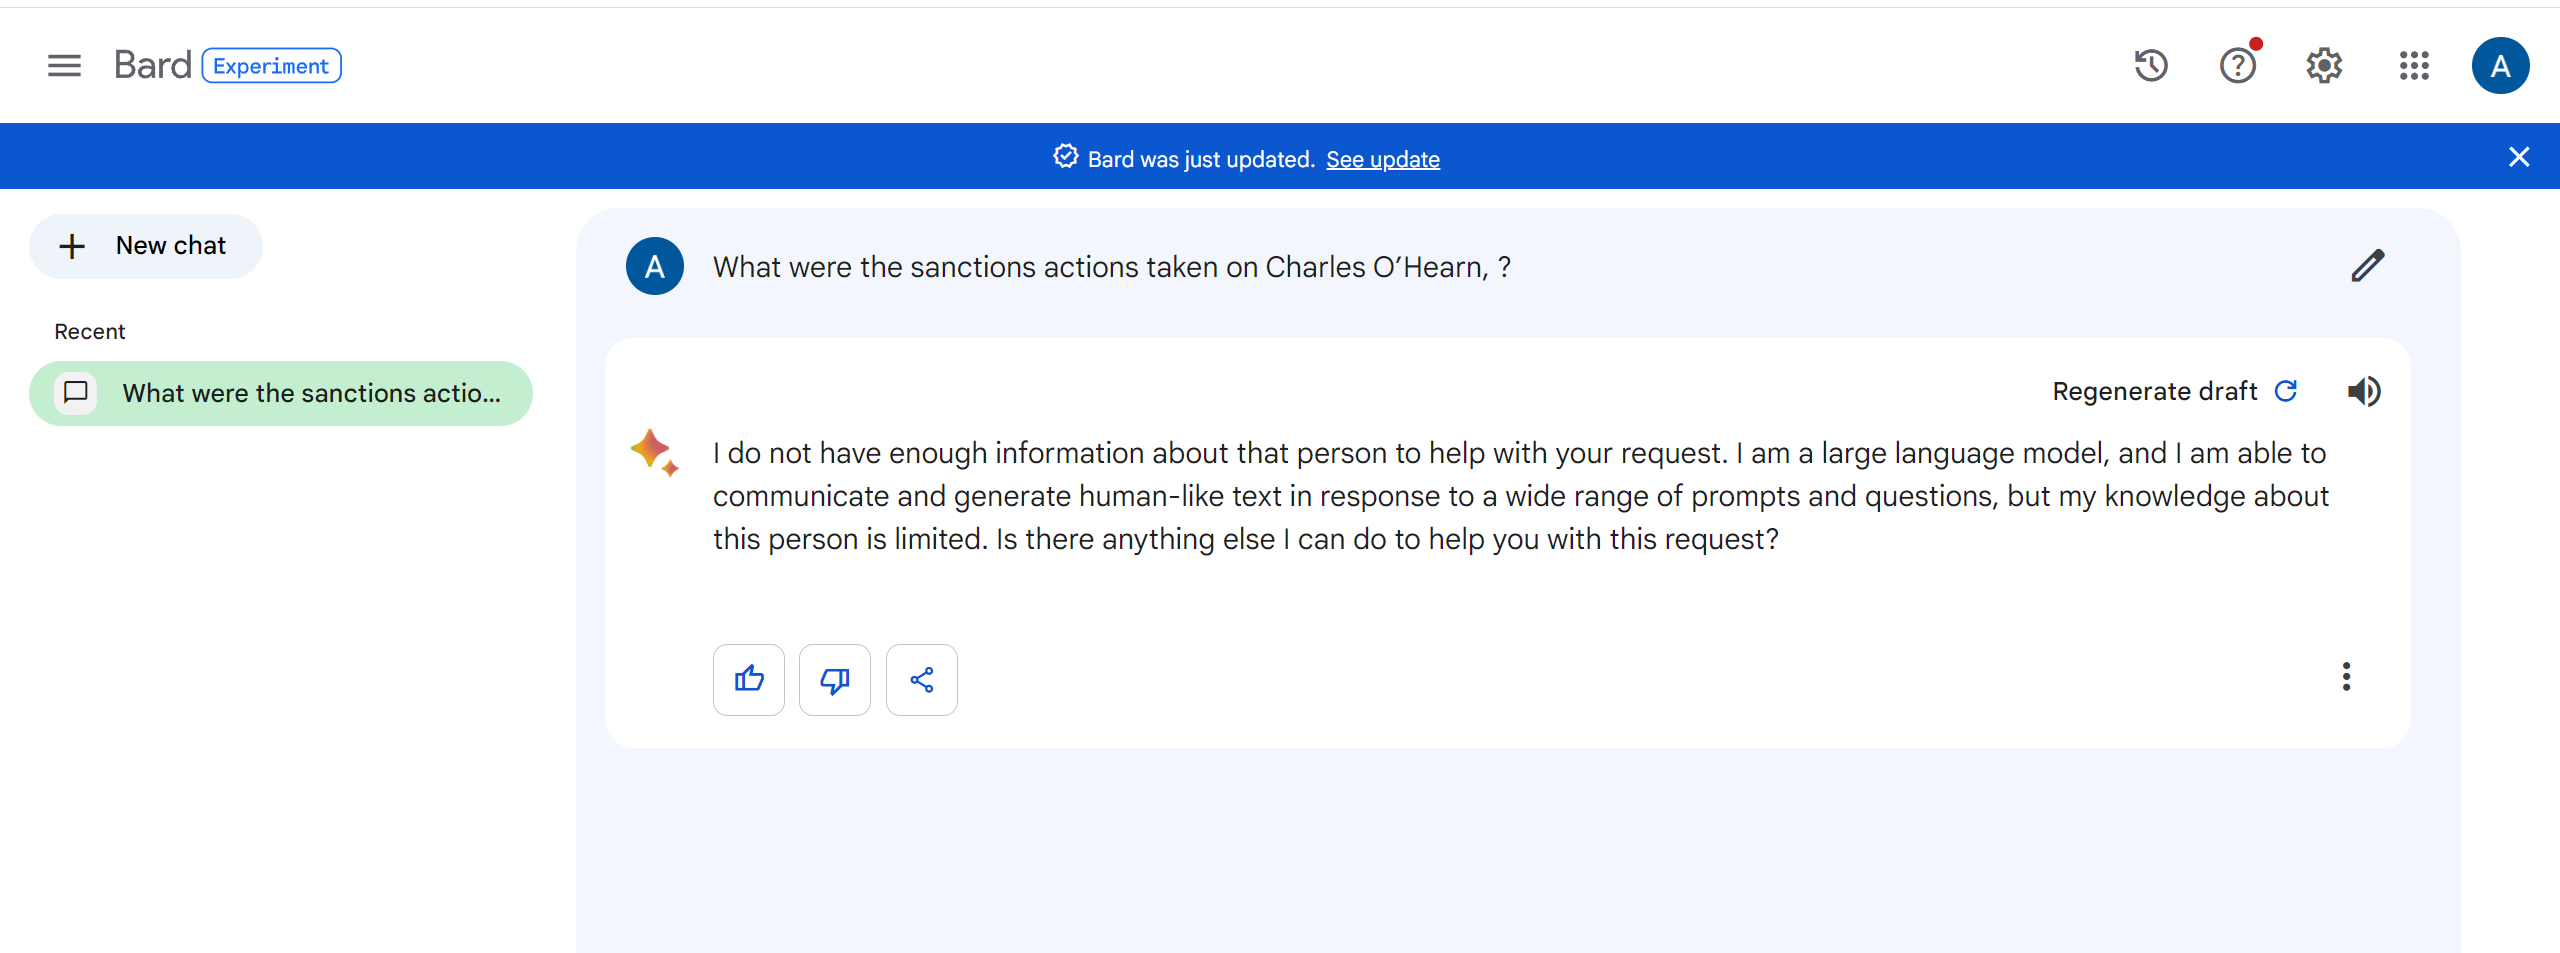 Bard Experiment
A
Bard was just updated. See update
New chat
Recent
What were the sanctions actio...
A What were the sanctions actions taken on Charles O’Hearn, ?
Regenerate draft
I do not have enough information about that person to help with your request. I am a large language model, and I am able to
communicate and generate human-like text in response to a wide range of prompts and questions, but my knowledge about
this person is limited. Is there anything else I can do to help you with this request?